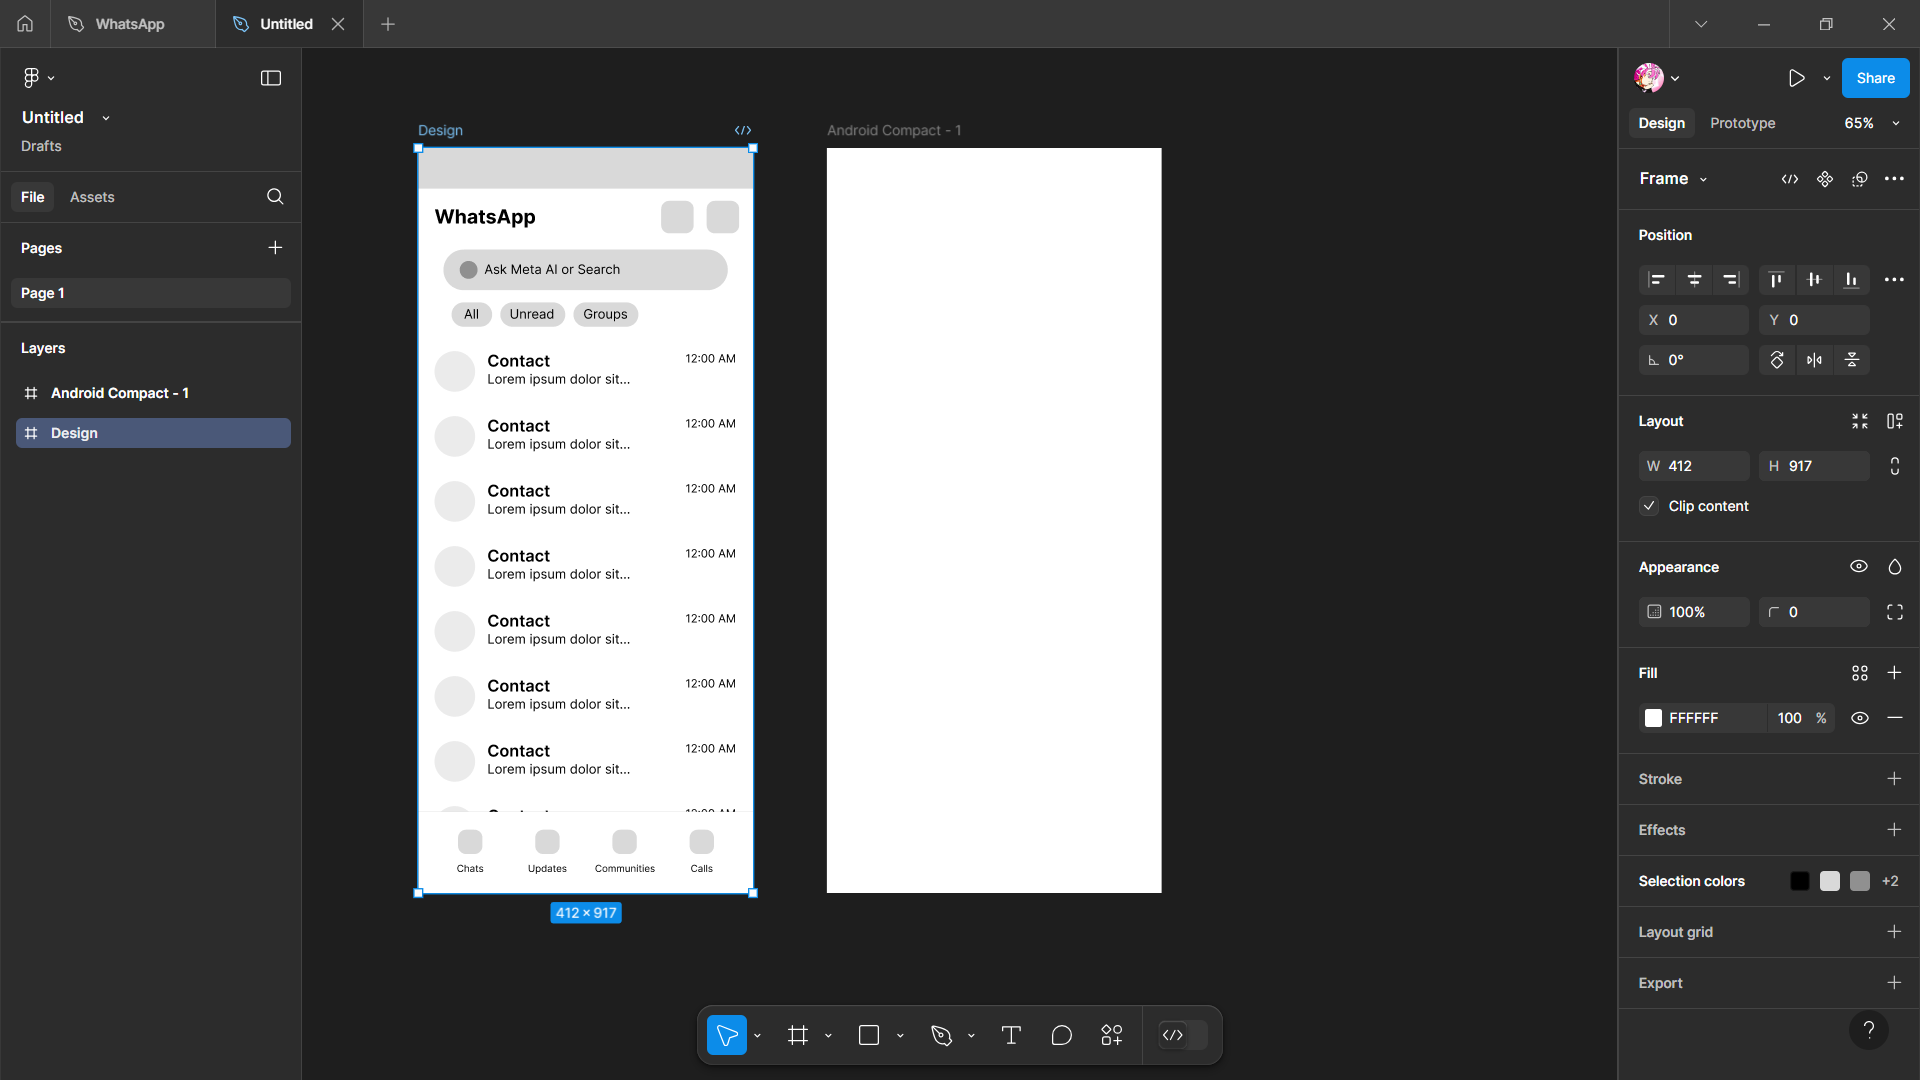 WhatsApp
Untitled
Untitled
Drafts
File
Assets
Pages
Page 1
Layers
Android Compact - 1
Design
Design
WhatsApp
Ask Meta AI or Search
All
Unread
Groups
Contact
12:00 AM
Lorem ipsum dolor sit...
Contact
12:00 AM
Lorem ipsum dolor sit...
Contact
12:00 AM
Lorem ipsum dolor sit...
Contact
12:00 AM
Lorem ipsum dolor sit...
Contact
12:00 AM
Lorem ipsum dolor sit...
Contact
12:00 AM
Lorem ipsum dolor sit...
Contact
12:00 AM
Lorem ipsum dolor sit...
Chats
Updates
Communities
Calls
412 × 917
Android Compact - 1
Share
Design
Prototype
65%
Frame
Position
X 0
Y 0
0°
Layout
W 412
H 917
Clip content
Appearance
100%
0
Fill
FFFFFF
100 %
Stroke
Effects
Selection colors
+2
Layout grid
Export
?